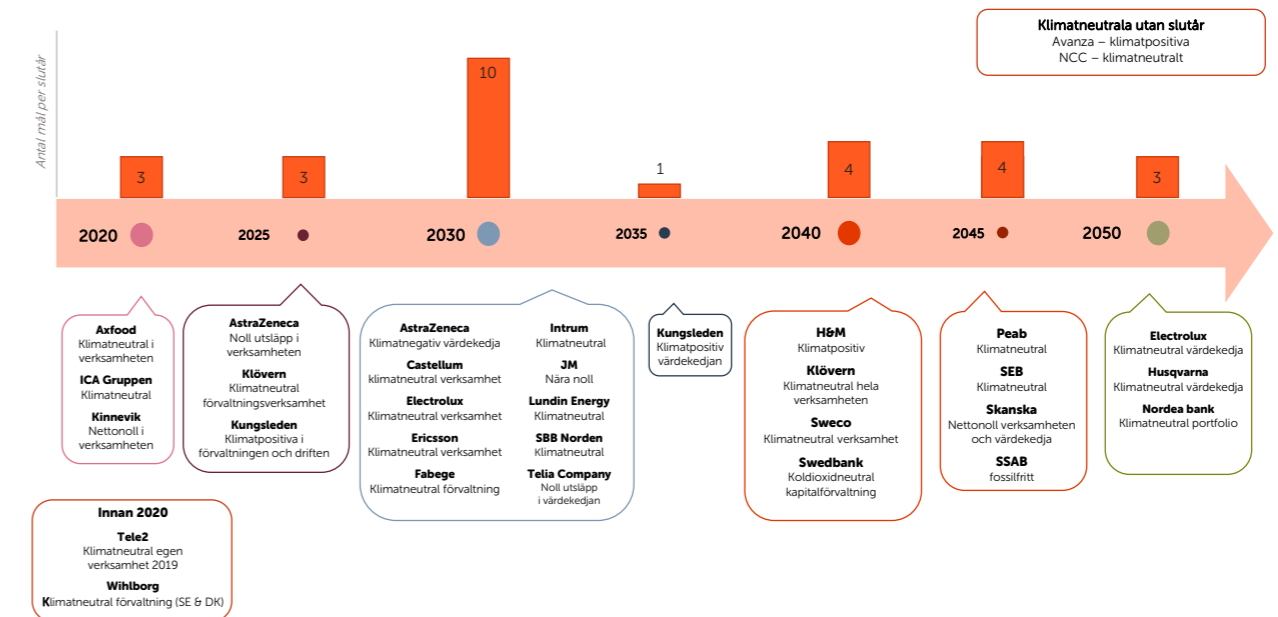 Klimatneutrala utan slutår
Avanza – klimatpositiva
NCC – klimatneutralt
Antal mål per slutår
3
3
10
1
4
4
3
2020
2025
2030
2035
2040
2045
2050
Axfood
Klimatneutral i
verksamheten
ICA Gruppen
Klimatneutral
Kinnevik
Nettonoll i
verksamheten
AstraZeneca
Noll utsläpp i
verksamheten
Klövern
Klimatneutral
förvaltningsverksamhet
Kungsleden
Klimatpositiva i
förvaltningen och driften
AstraZeneca
Klimatnegativ värdekedja
Castellum
klimatneutral verksamhet
Electrolux
Klimatneutral verksamhet
Ericsson
Klimatneutral verksamhet
Fabege
Klimatneutral förvaltning
Intrum
Klimatneutral
JM
Nära noll
Lundin Energy
Klimatneutral
SBB Norden
Klimatneutral
Telia Company
Noll utsläpp
i värdekedjan
Kungsleden
Klimatpositiv
värdekedjan
H&M
Klimatpositiv
Klövern
Klimatneutral hela
verksamheten
Sweco
Klimatneutral verksamhet
Swedbank
Koldioxidneutral
kapitalförvaltning
Peab
Klimatneutral
SEB
Klimatneutral
Skanska
Nettonoll verksamheten
och värdekedja
SSAB
fossilfritt
Electrolux
Klimatneutral värdekedja
Husqvarna
Klimatneutral värdekedja
Nordea bank
Klimatneutral portfolio
Innan 2020
Tele2
Klimatneutral egen
verksamhet 2019
Wihlborg
Klimatneutral förvaltning (SE & DK)